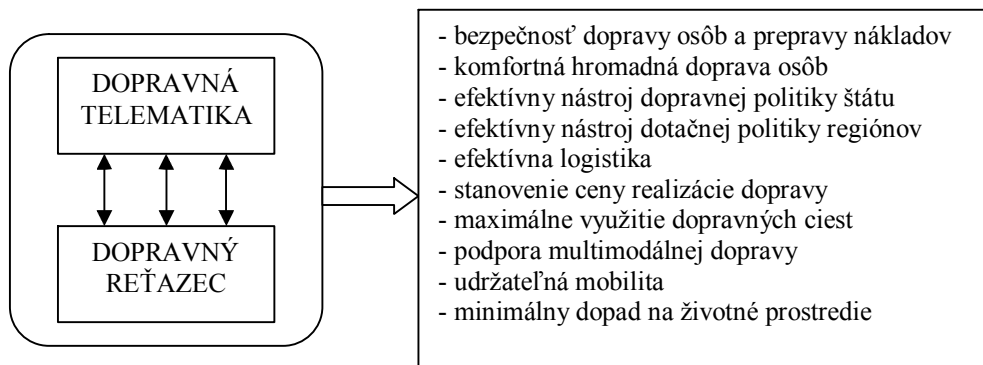 DOPRAVNÁ
TELEMATIKA
DOPRAVNÝ
REŤAZEC
- bezpečnosť dopravy osôb a prepravy nákladov
- komfortná hromadná doprava osôb
- efektívny nástroj dopravnej politiky štátu
- efektívny nástroj dotačnej politiky regiónov
- efektívna logistika
- stanovenie ceny realizácie dopravy
- maximálne využitie dopravných ciest
- podpora multimodálnej dopravy
- udržateľná mobilita
- minimálny dopad na životné prostredie